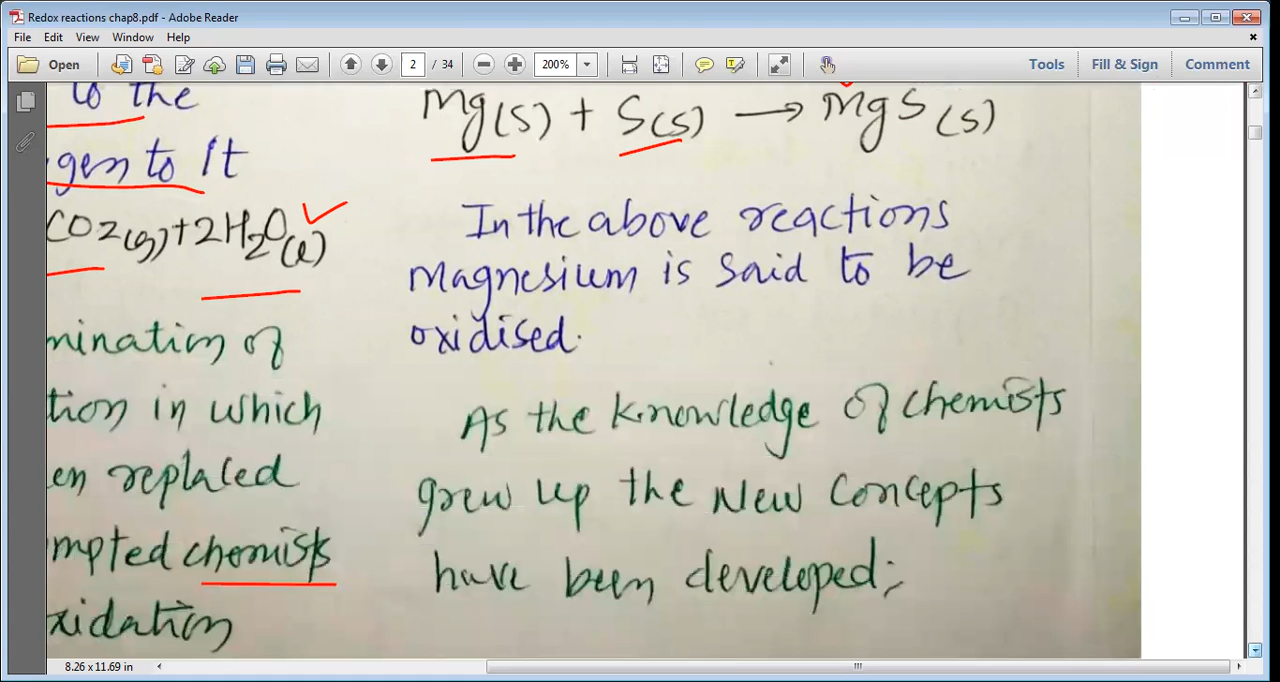 Redox reactions chap8.pdf - Adobe Reader
File Edit View Window Help
Open 2 / 34 200% Tools Fill & Sign Comment
to the
gen to It
CO2(g)+2H2O(l)
mination of
tion in which
en replaced
mpted chemists
xidation
Mg(s) + S(s) → MgS(s)
In the above reactions
magnesium is said to be
oxidised.
As the knowledge of chemists
grew up the New concepts
have been developed;
8.26 x 11.69 in